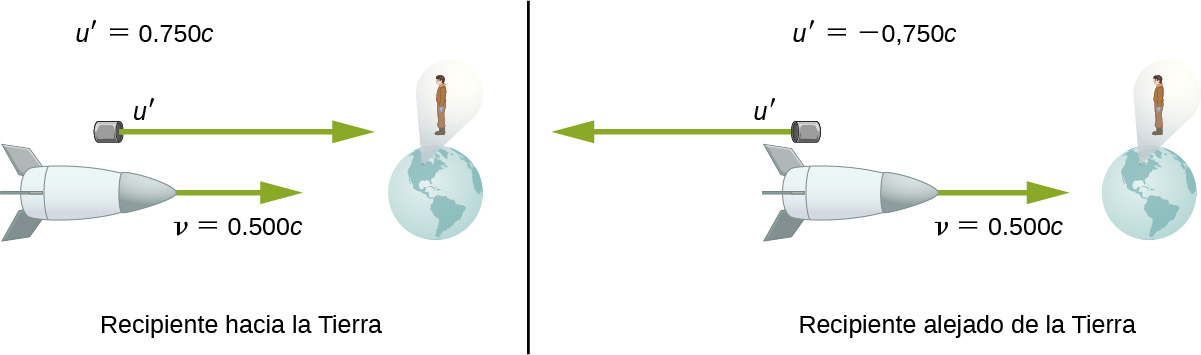 u′ = 0.750c
u′
ν = 0.500c
Recipiente hacia la Tierra
u′ = −0,750c
u′
ν = 0.500c
Recipiente alejado de la Tierra